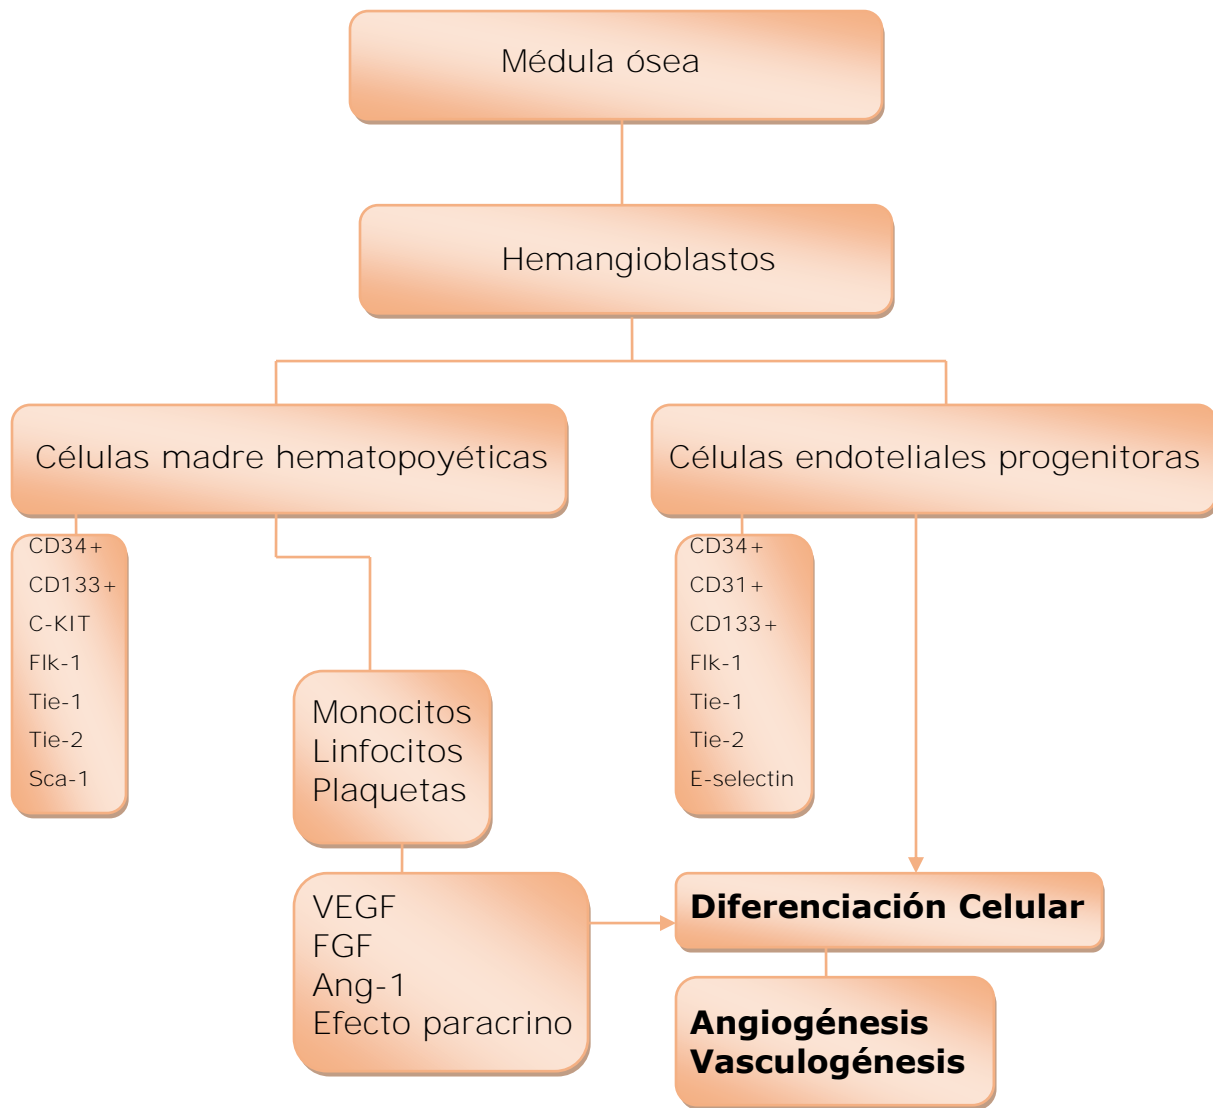 Médula ósea
Hemangioblastos
Células madre hematopoyéticas
Células endoteliales progenitoras
CD34+
CD133+
C-KIT
Flk-1
Tie-1
Tie-2
Sca-1
CD34+
CD31+
CD133+
Flk-1
Tie-1
Tie-2
E-selectin
Monocitos
Linfocitos
Plaquetas
VEGF
FGF
Ang-1
Efecto paracrino
Diferenciación Celular
Angiogénesis
Vasculogénesis